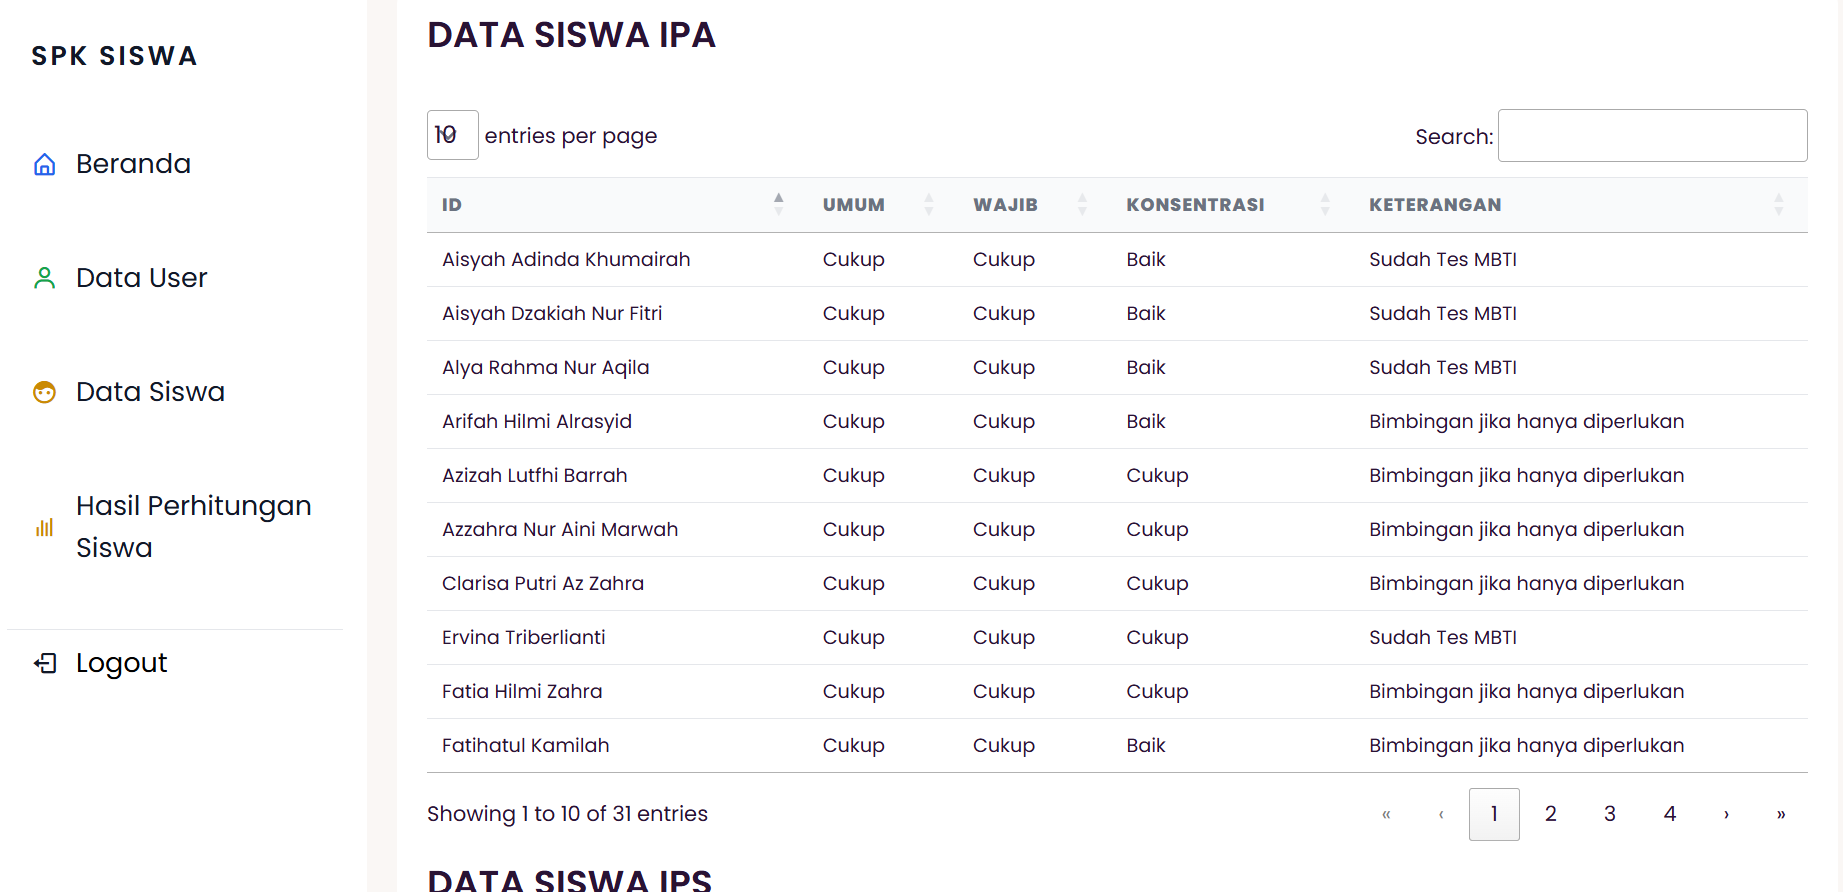 SPK SISWA
Beranda
Data User
Data Siswa
Hasil Perhitungan
Siswa
Logout
DATA SISWA IPA
10 entries per page
Search:
ID UMUM WAJIB KONSENTRASI KETERANGAN
Aisyah Adinda Khumairah Cukup Cukup Baik Sudah Tes MBTI
Aisyah Dzakiah Nur Fitri Cukup Cukup Baik Sudah Tes MBTI
Alya Rahma Nur Aqila Cukup Cukup Baik Sudah Tes MBTI
Arifah Hilmi Alrasyid Cukup Cukup Baik Bimbingan jika hanya diperlukan
Azizah Lutfhi Barrah Cukup Cukup Cukup Bimbingan jika hanya diperlukan
Azzahra Nur Aini Marwah Cukup Cukup Cukup Bimbingan jika hanya diperlukan
Clarisa Putri Az Zahra Cukup Cukup Cukup Bimbingan jika hanya diperlukan
Ervina Triberlianti Cukup Cukup Cukup Sudah Tes MBTI
Fatia Hilmi Zahra Cukup Cukup Cukup Bimbingan jika hanya diperlukan
Fatihatul Kamilah Cukup Cukup Baik Bimbingan jika hanya diperlukan
Showing 1 to 10 of 31 entries
« ‹ 1 2 3 4 › »
DATA SISWA IPS